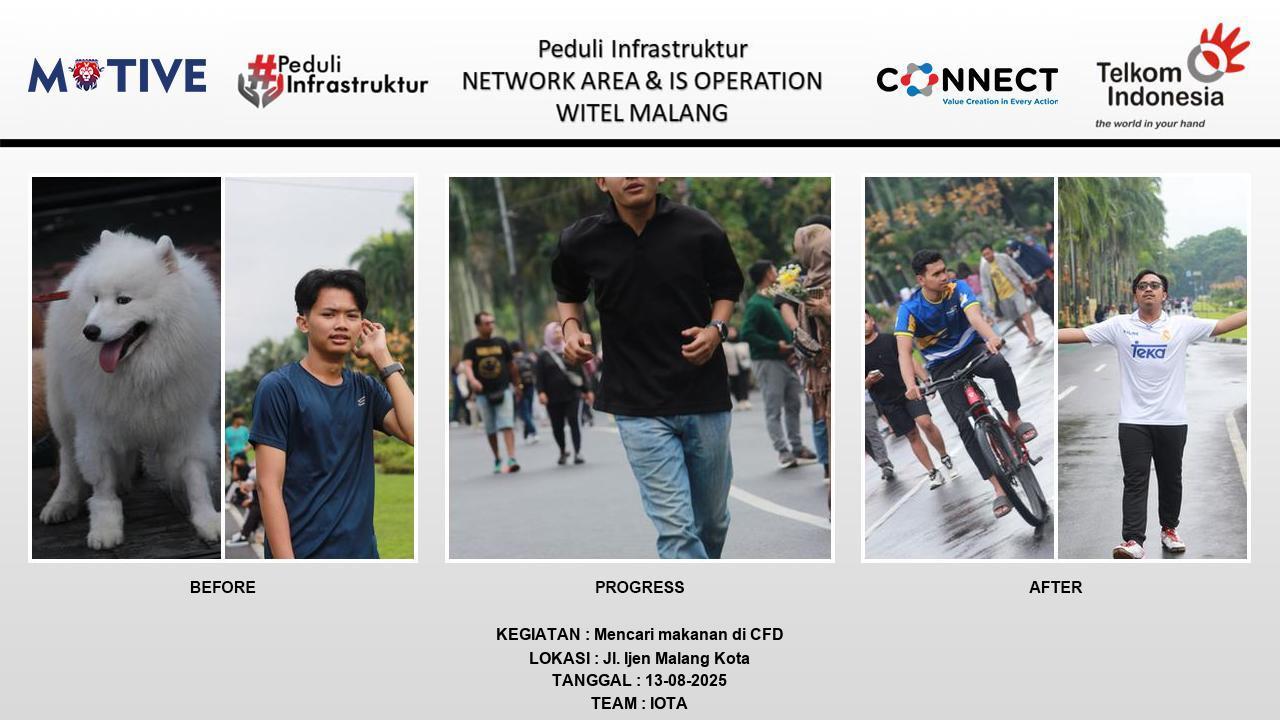 MOTIVE
#Peduli
Infrastruktur
Peduli Infrastruktur
NETWORK AREA & IS OPERATION
WITEL MALANG
CONNECT
Value Creation in Every Action
Telkom
Indonesia
the world in your hand
TEKA
BEFORE
PROGRESS
AFTER
KEGIATAN : Mencari makanan di CFD
LOKASI : Jl. Ijen Malang Kota
TANGGAL : 13-08-2025
TEAM : IOTA